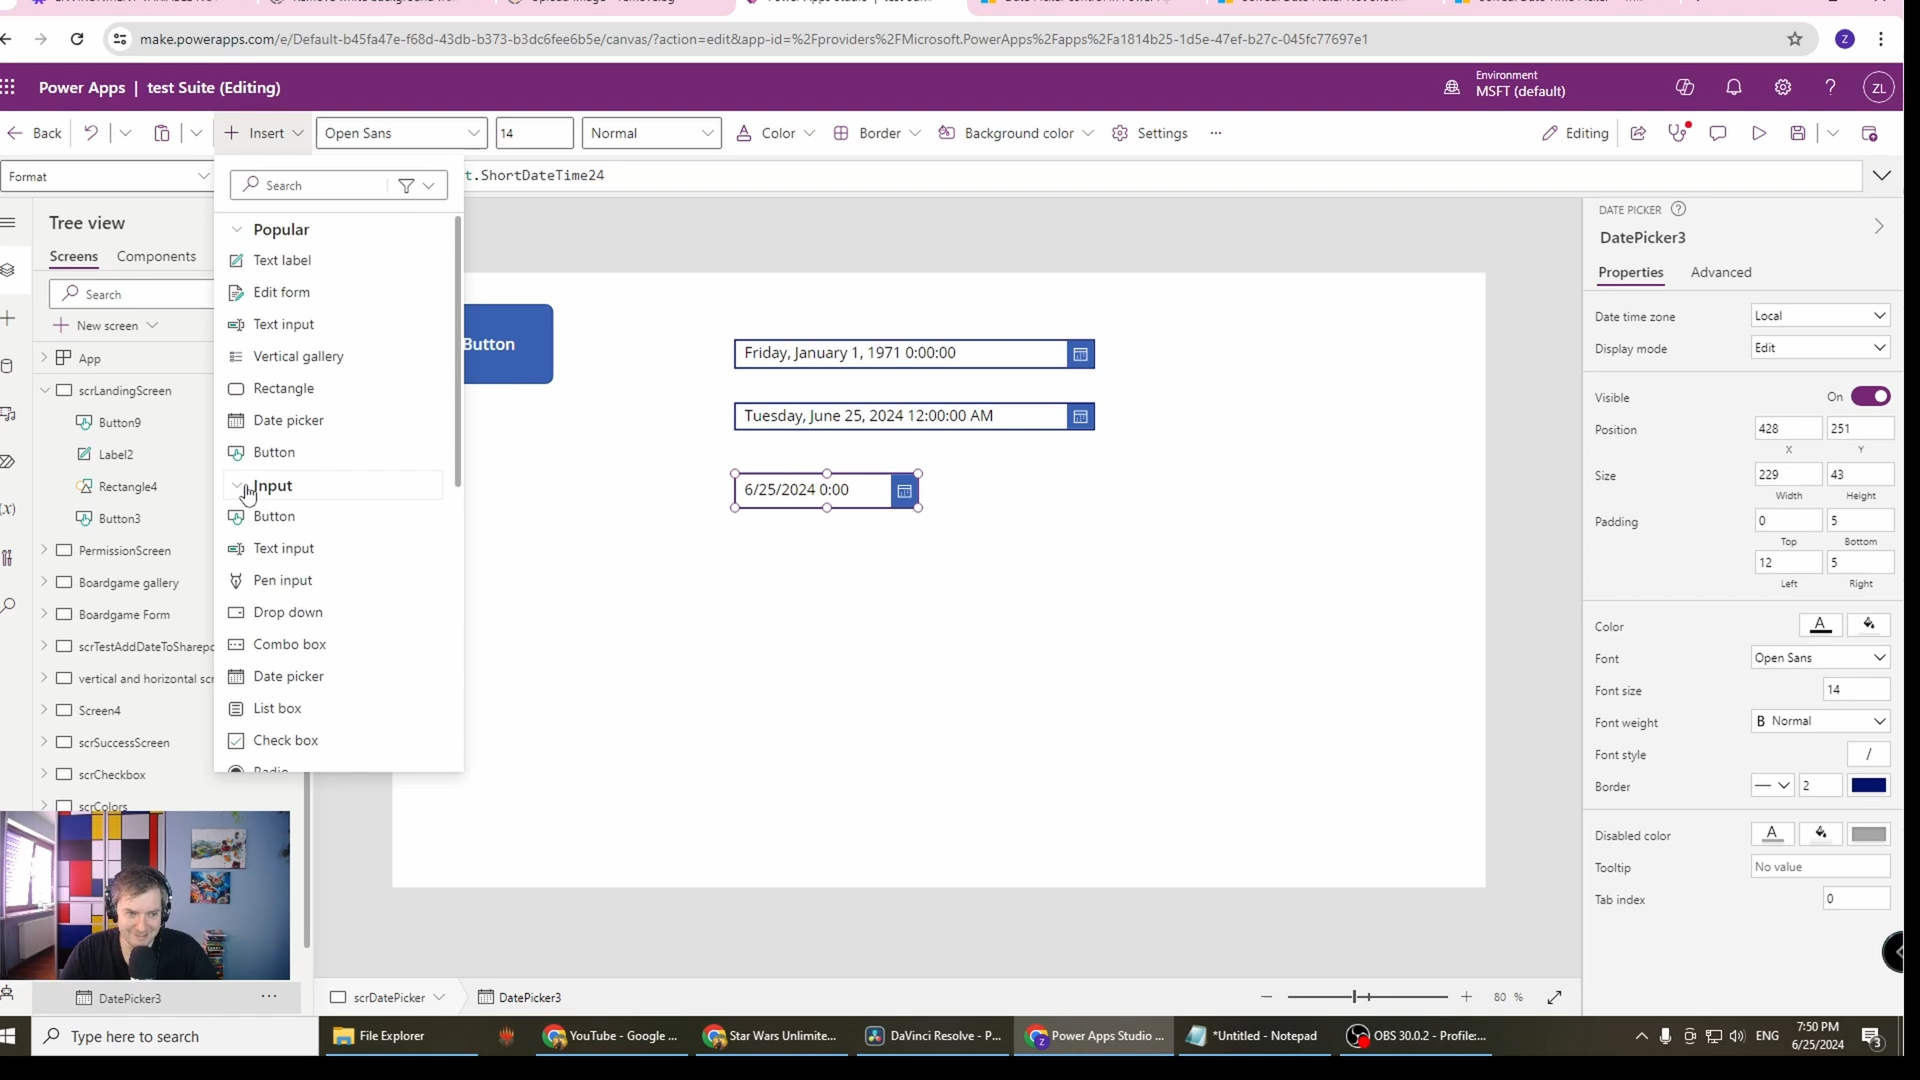 make.powerapps.com/e/Default-b45fa47e-f68d-43db-b373-b3dc6fee6b5e/canvas/?action=edit&app-id=%2Fproviders%2FMicrosoft.PowerApps%2Fapps%2Fa1814b25-1d5e-47ef-b27c-045fc77697e1
Z
Power Apps | test Suite (Editing)
Environment
MSFT (default)
ZL
Back
Insert
Open Sans
14
Normal
Color
Border
Background color
Settings
Editing
Format
t.ShortDateTime24
Search
Tree view
Screens
Components
Search
New screen
App
scrLandingScreen
Button9
Label2
Rectangle4
Button3
PermissionScreen
Boardgame gallery
Boardgame Form
scrTestAddDateToSharepo
vertical and horizontal scr
Screen4
scrSuccessScreen
scrCheckbox
scrColors
DatePicker3
Popular
Text label
Edit form
Text input
Vertical gallery
Rectangle
Date picker
Button
Input
Button
Text input
Pen input
Drop down
Combo box
Date picker
List box
Check box
Radio
Button
Friday, January 1, 1971 0:00:00
Tuesday, June 25, 2024 12:00:00 AM
6/25/2024 0:00
DATE PICKER
DatePicker3
Properties
Advanced
Date time zone
Local
Display mode
Edit
Visible
On
Position
428
251
X
Y
Size
229
43
Width
Height
Padding
0
5
Top
Bottom
12
5
Left
Right
Color
Font
Open Sans
Font size
14
Font weight
B Normal
Font style
/
Border
2
Disabled color
Tooltip
No value
Tab index
0
scrDatePicker
DatePicker3
80 %
Type here to search
File Explorer
YouTube - Google ...
Star Wars Unlimite...
DaVinci Resolve - P...
Power Apps Studio ...
*Untitled - Notepad
OBS 30.0.2 - Profile:...
ENG
7:50 PM
6/25/2024
3